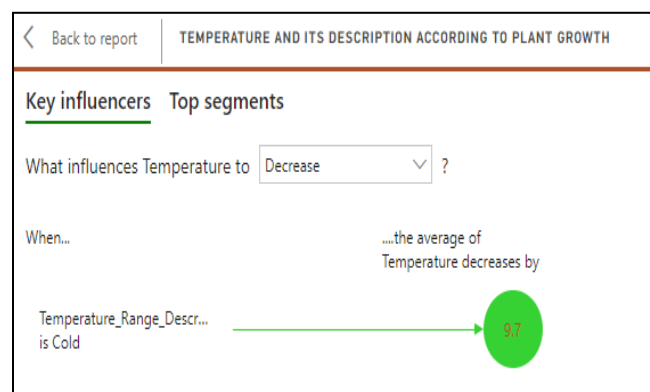 Back to report
TEMPERATURE AND ITS DESCRIPTION ACCORDING TO PLANT GROWTH
Key influencers Top segments
What influences Temperature to Decrease ?
When...
....the average of
Temperature decreases by
Temperature_Range_Descr...
is Cold
9.7